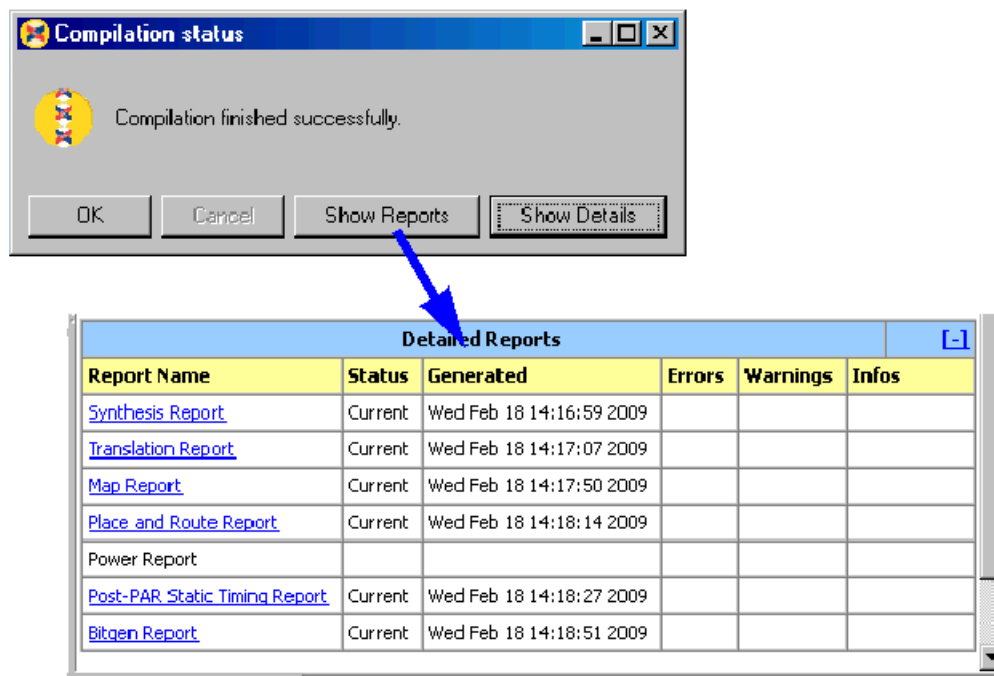 Compilation status
Compilation finished successfully.
OK Cancel Show Reports Show Details
Detailed Reports [-]
Report Name Status Generated Errors Warnings Infos
Synthesis Report Current Wed Feb 18 14:16:59 2009
Translation Report Current Wed Feb 18 14:17:07 2009
Map Report Current Wed Feb 18 14:17:50 2009
Place and Route Report Current Wed Feb 18 14:18:14 2009
Power Report
Post-PAR Static Timing Report Current Wed Feb 18 14:18:27 2009
Bitgen Report Current Wed Feb 18 14:18:51 2009